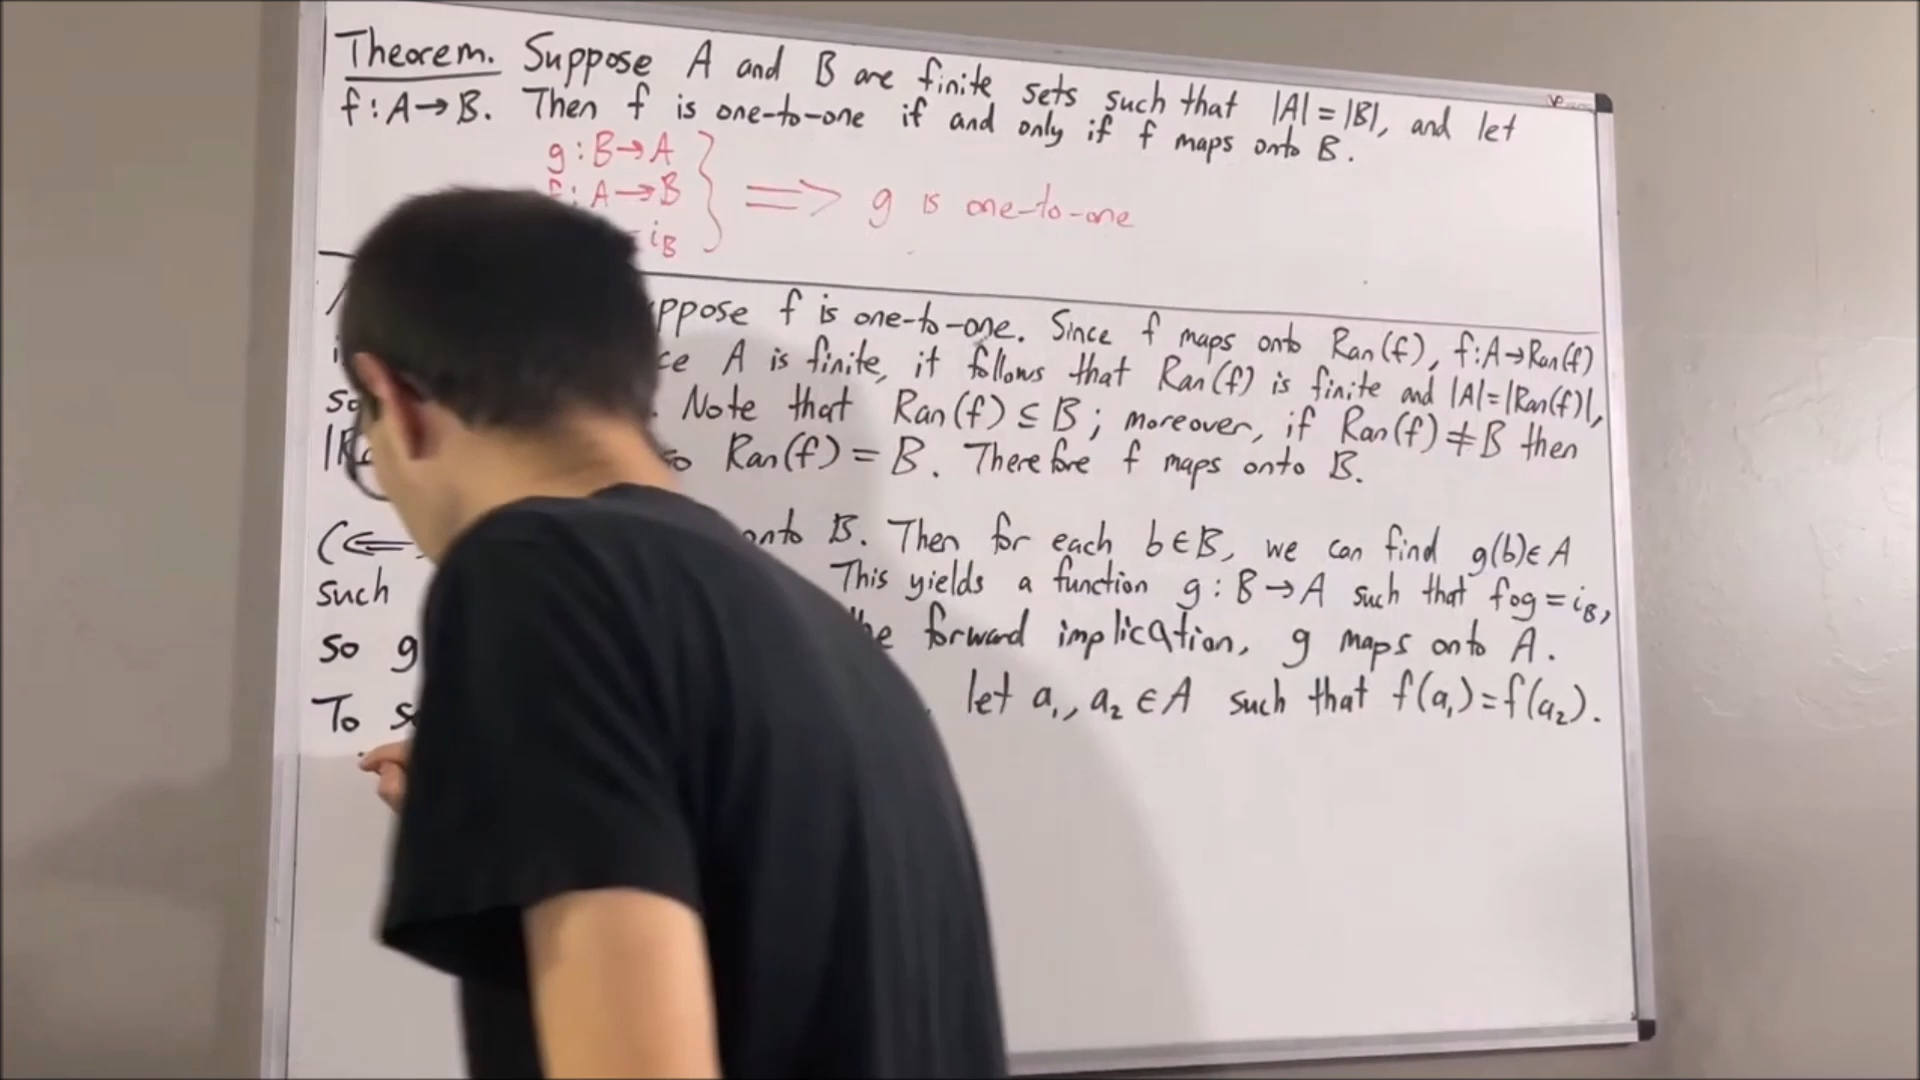 Theorem. Suppose A and B are finite sets such that |A| = |B|, and let
f : A → B. Then f is one-to-one if and only if f maps onto B.
g : B → A
f : A → B
⟹ g is one-to-one
= i_B
f is one-to-one. Since f maps onto Ran(f), f : A → Ran(f)
A is finite, it follows that Ran(f) is finite and |A| = |Ran(f)|,
so Note that Ran(f) ⊆ B ; moreover, if Ran(f) ≠ B then
so Ran(f) = B. Therefore f maps onto B.
(⟸ onto B. Then for each b ∈ B, we can find g(b) ∈ A
such This yields a function g : B → A such that f∘g = i_B,
so g forward implication, g maps onto A.
To let a₁, a₂ ∈ A such that f(a₁) = f(a₂).